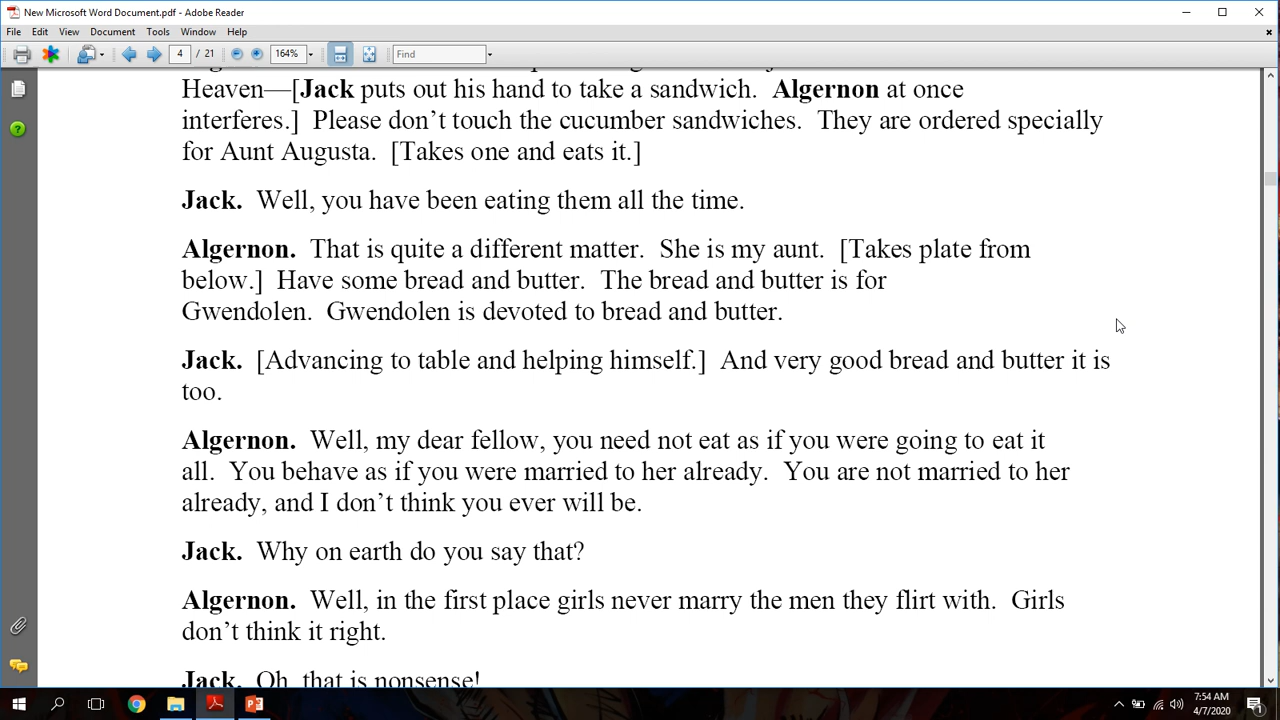 New Microsoft Word Document.pdf - Adobe Reader
File Edit View Document Tools Window Help
4 / 21 164% Find
Heaven—[Jack puts out his hand to take a sandwich.  Algernon at once
interferes.]  Please don’t touch the cucumber sandwiches.  They are ordered specially
for Aunt Augusta.  [Takes one and eats it.]
Jack.  Well, you have been eating them all the time.
Algernon.  That is quite a different matter.  She is my aunt.  [Takes plate from
below.]  Have some bread and butter.  The bread and butter is for
Gwendolen.  Gwendolen is devoted to bread and butter.
Jack.  [Advancing to table and helping himself.]  And very good bread and butter it is
too.
Algernon.  Well, my dear fellow, you need not eat as if you were going to eat it
all.  You behave as if you were married to her already.  You are not married to her
already, and I don’t think you ever will be.
Jack.  Why on earth do you say that?
Algernon.  Well, in the first place girls never marry the men they flirt with.  Girls
don’t think it right.
Jack.  Oh, that is nonsense!
7:54 AM
4/7/2020